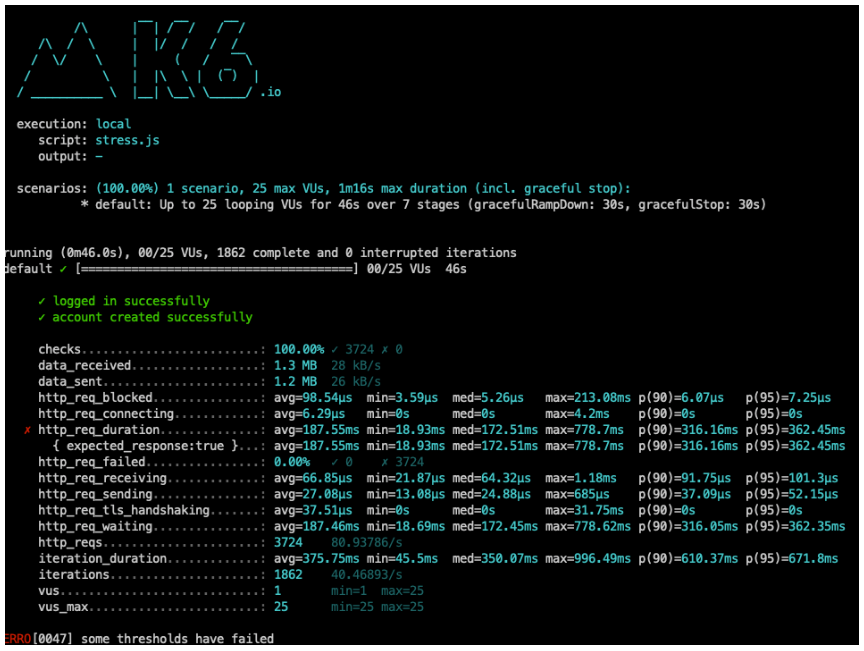 .io
execution: local
script: stress.js
output: -
scenarios: (100.00%) 1 scenario, 25 max VUs, 1m16s max duration (incl. graceful stop):
* default: Up to 25 looping VUs for 46s over 7 stages (gracefulRampDown: 30s, gracefulStop: 30s)
running (0m46.0s), 00/25 VUs, 1862 complete and 0 interrupted iterations
default ✓ [======================================] 00/25 VUs  46s
✓ logged in successfully
✓ account created successfully
checks.........................: 100.00% ✓ 3724 ✗ 0
data_received..................: 1.3 MB  28 kB/s
data_sent......................: 1.2 MB  26 kB/s
http_req_blocked...............: avg=98.54µs  min=3.59µs  med=5.26µs   max=213.08ms p(90)=6.07µs   p(95)=7.25µs
http_req_connecting............: avg=6.29µs   min=0s      med=0s       max=4.2ms    p(90)=0s       p(95)=0s
✗ http_req_duration..............: avg=187.55ms min=18.93ms med=172.51ms max=778.7ms  p(90)=316.16ms p(95)=362.45ms
{ expected_response:true }...: avg=187.55ms min=18.93ms med=172.51ms max=778.7ms  p(90)=316.16ms p(95)=362.45ms
http_req_failed................: 0.00%   ✓ 0    ✗ 3724
http_req_receiving.............: avg=66.85µs  min=21.87µs med=64.32µs  max=1.18ms   p(90)=91.75µs  p(95)=101.3µs
http_req_sending...............: avg=27.08µs  min=13.08µs med=24.88µs  max=685µs    p(90)=37.09µs  p(95)=52.15µs
http_req_tls_handshaking.......: avg=37.51µs  min=0s      med=0s       max=31.75ms  p(90)=0s       p(95)=0s
http_req_waiting...............: avg=187.46ms min=18.69ms med=172.45ms max=778.62ms p(90)=316.05ms p(95)=362.35ms
http_reqs......................: 3724    80.93786/s
iteration_duration.............: avg=375.75ms min=45.5ms  med=350.07ms max=996.49ms p(90)=610.37ms p(95)=671.8ms
iterations.....................: 1862    40.46893/s
vus............................: 1       min=1  max=25
vus_max........................: 25      min=25 max=25
ERRO[0047] some thresholds have failed